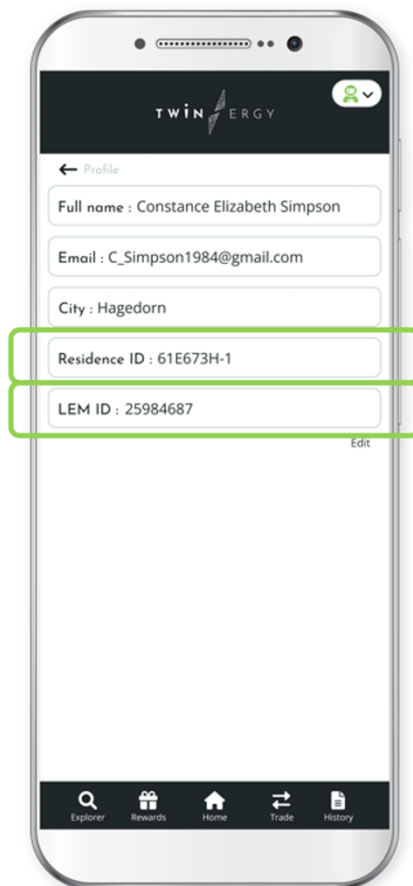 TWiN ERGY
Profile
Full name : Constance Elizabeth Simpson
Email : C_Simpson1984@gmail.com
City : Hagedorn
Residence ID : 61E673H-1
LEM ID : 25984687
Edit
Explorer Rewards Home Trade History